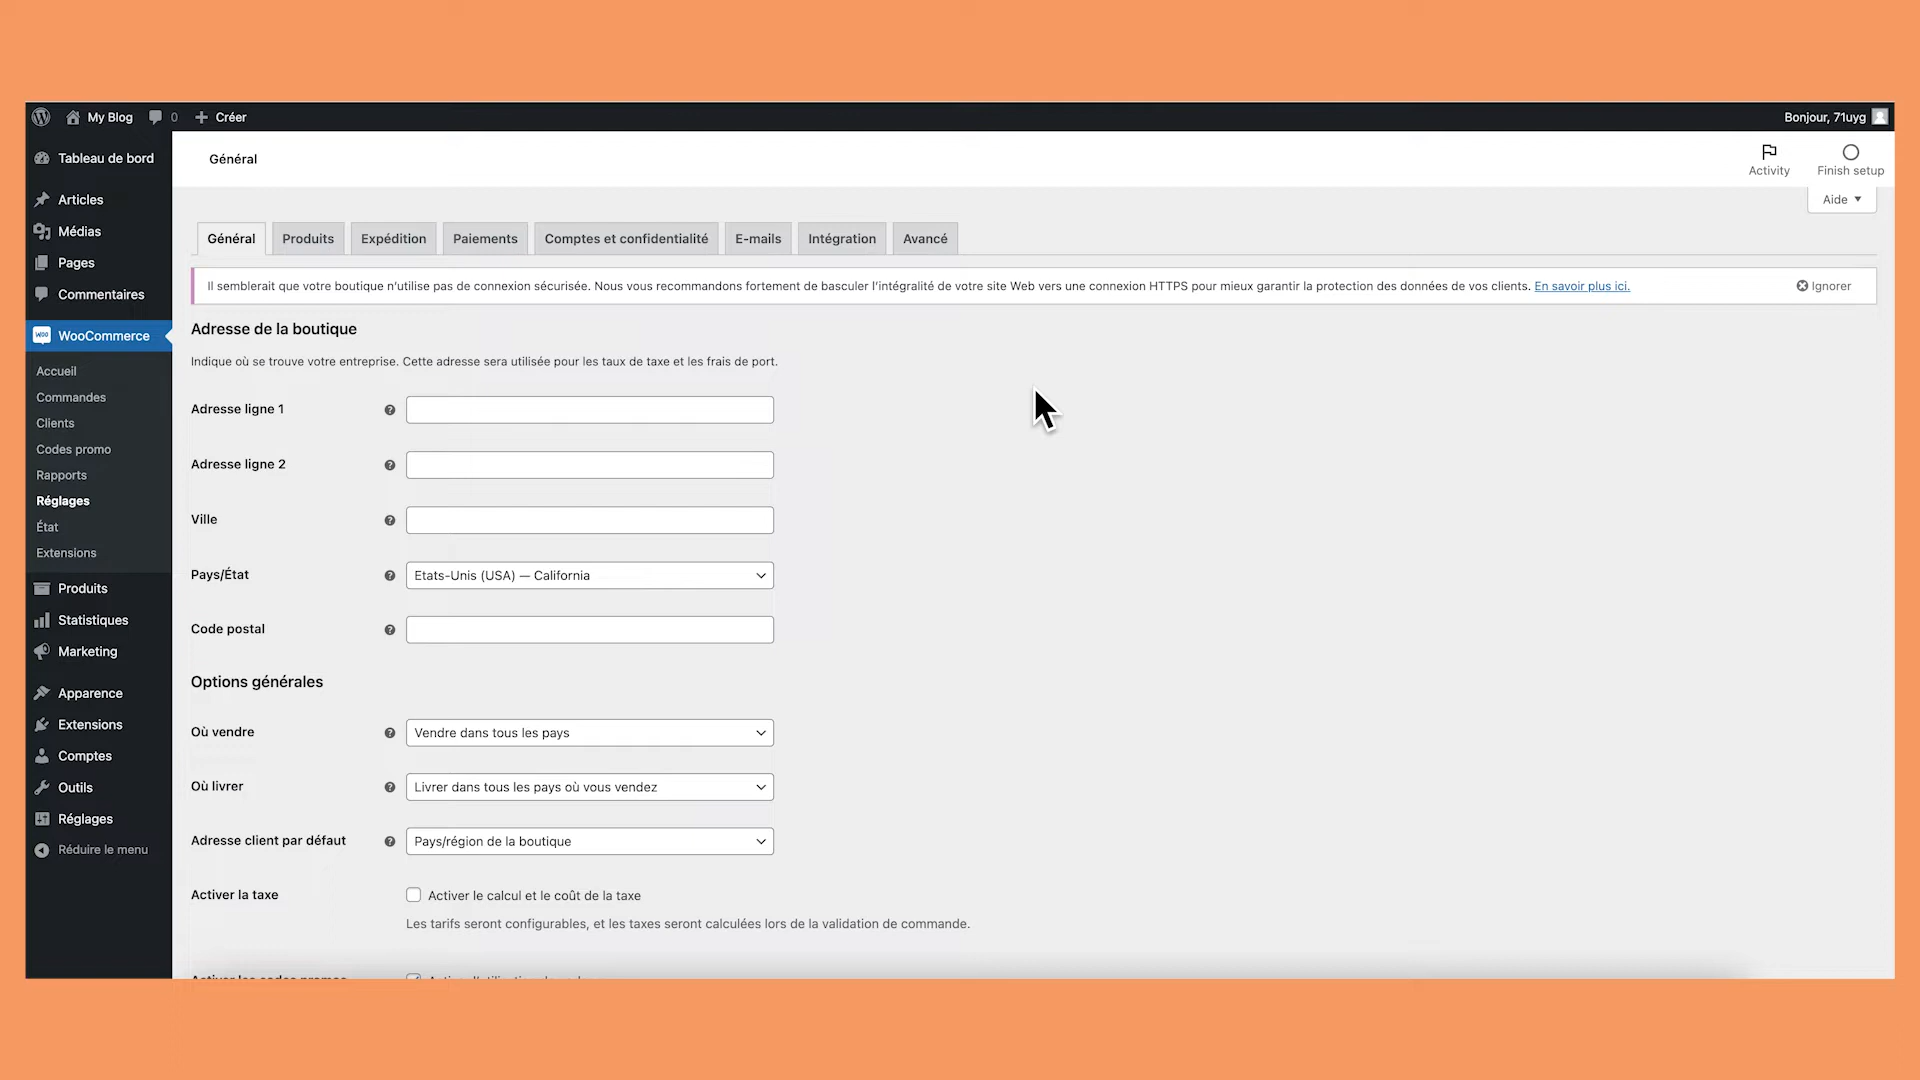 My Blog 0 Créer Bonjour, 71uyg
Tableau de bord
Articles
Médias
Pages
Commentaires
WooCommerce
Accueil
Commandes
Clients
Codes promo
Rapports
Réglages
État
Extensions
Produits
Statistiques
Marketing
Apparence
Extensions
Comptes
Outils
Réglages
Réduire le menu
Général
Activity Finish setup
Aide
Général Produits Expédition Paiements Comptes et confidentialité E-mails Intégration Avancé
Il semblerait que votre boutique n'utilise pas de connexion sécurisée. Nous vous recommandons fortement de basculer l'intégralité de votre site Web vers une connexion HTTPS pour mieux garantir la protection des données de vos clients. En savoir plus ici. Ignorer
Adresse de la boutique
Indique où se trouve votre entreprise. Cette adresse sera utilisée pour les taux de taxe et les frais de port.
Adresse ligne 1
Adresse ligne 2
Ville
Pays/État Etats-Unis (USA) — California
Code postal
Options générales
Où vendre Vendre dans tous les pays
Où livrer Livrer dans tous les pays où vous vendez
Adresse client par défaut Pays/région de la boutique
Activer la taxe Activer le calcul et le coût de la taxe
Les tarifs seront configurables, et les taxes seront calculées lors de la validation de commande.